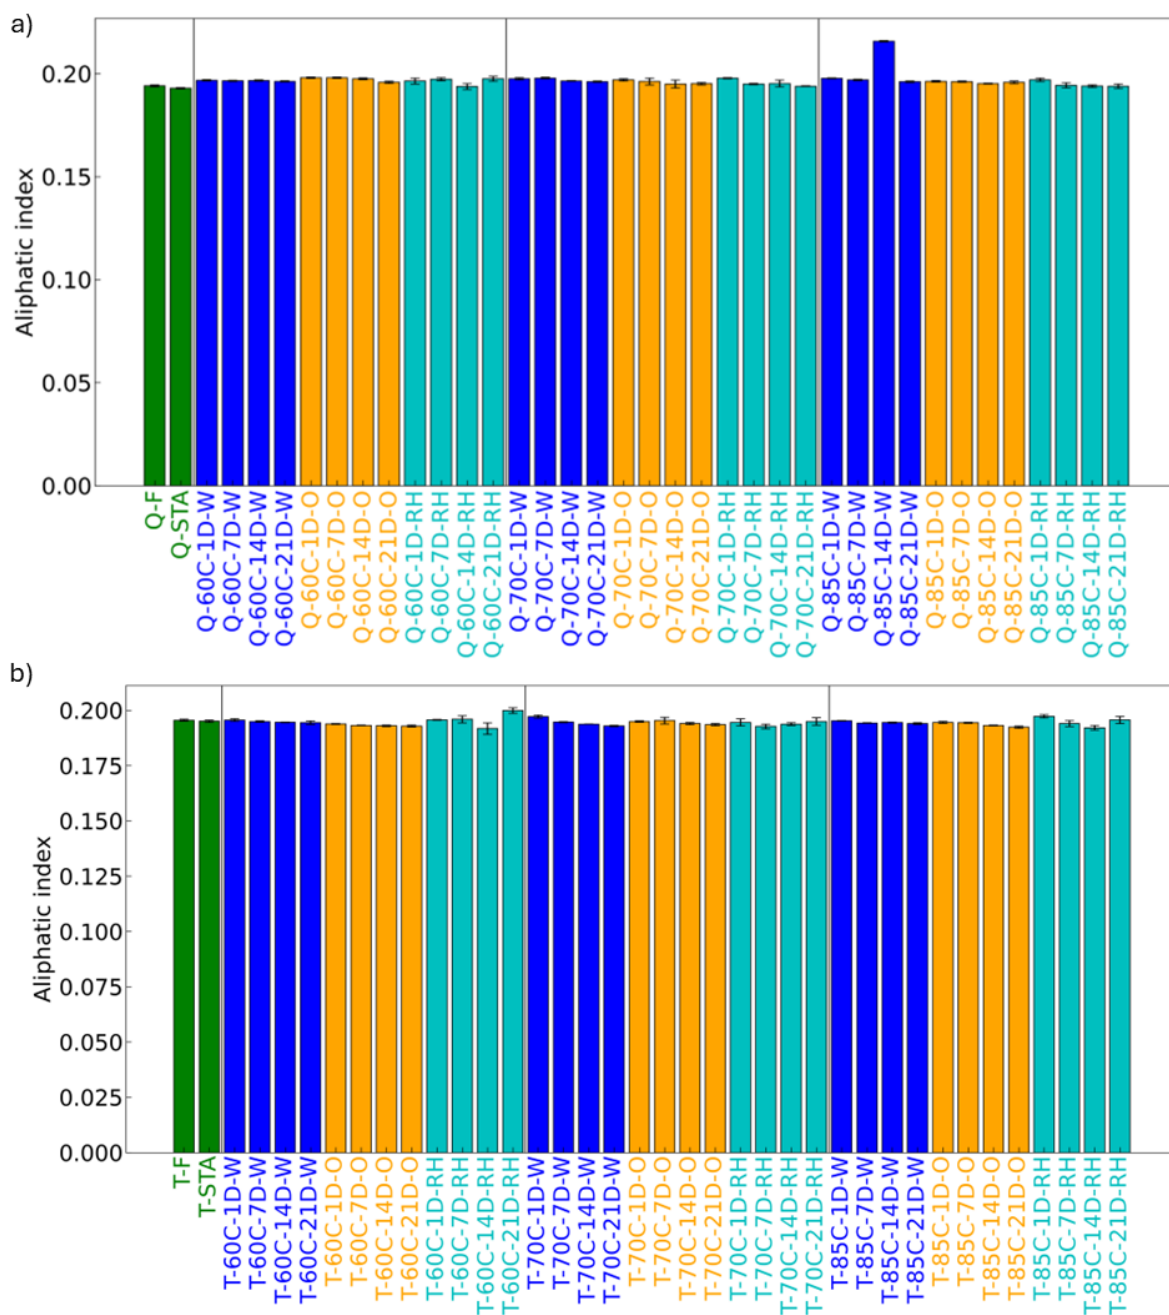 a)
Aliphatic index
0.20
0.15
0.10
0.05
0.00
Q-F
Q-STA
Q-60C-1D-W
Q-60C-7D-W
Q-60C-14D-W
Q-60C-21D-W
Q-60C-1D-O
Q-60C-7D-O
Q-60C-14D-O
Q-60C-21D-O
Q-60C-1D-RH
Q-60C-7D-RH
Q-60C-14D-RH
Q-60C-21D-RH
Q-70C-1D-W
Q-70C-7D-W
Q-70C-14D-W
Q-70C-21D-W
Q-70C-1D-O
Q-70C-7D-O
Q-70C-14D-O
Q-70C-21D-O
Q-70C-1D-RH
Q-70C-7D-RH
Q-70C-14D-RH
Q-70C-21D-RH
Q-85C-1D-W
Q-85C-7D-W
Q-85C-14D-W
Q-85C-21D-W
Q-85C-1D-O
Q-85C-7D-O
Q-85C-14D-O
Q-85C-21D-O
Q-85C-1D-RH
Q-85C-7D-RH
Q-85C-14D-RH
Q-85C-21D-RH
b)
Aliphatic index
0.200
0.175
0.150
0.125
0.100
0.075
0.050
0.025
0.000
T-F
T-STA
T-60C-1D-W
T-60C-7D-W
T-60C-14D-W
T-60C-21D-W
T-60C-1D-O
T-60C-7D-O
T-60C-14D-O
T-60C-21D-O
T-60C-1D-RH
T-60C-7D-RH
T-60C-14D-RH
T-60C-21D-RH
T-70C-1D-W
T-70C-7D-W
T-70C-14D-W
T-70C-21D-W
T-70C-1D-O
T-70C-7D-O
T-70C-14D-O
T-70C-21D-O
T-70C-1D-RH
T-70C-7D-RH
T-70C-14D-RH
T-70C-21D-RH
T-85C-1D-W
T-85C-7D-W
T-85C-14D-W
T-85C-21D-W
T-85C-1D-O
T-85C-7D-O
T-85C-14D-O
T-85C-21D-O
T-85C-1D-RH
T-85C-7D-RH
T-85C-14D-RH
T-85C-21D-RH